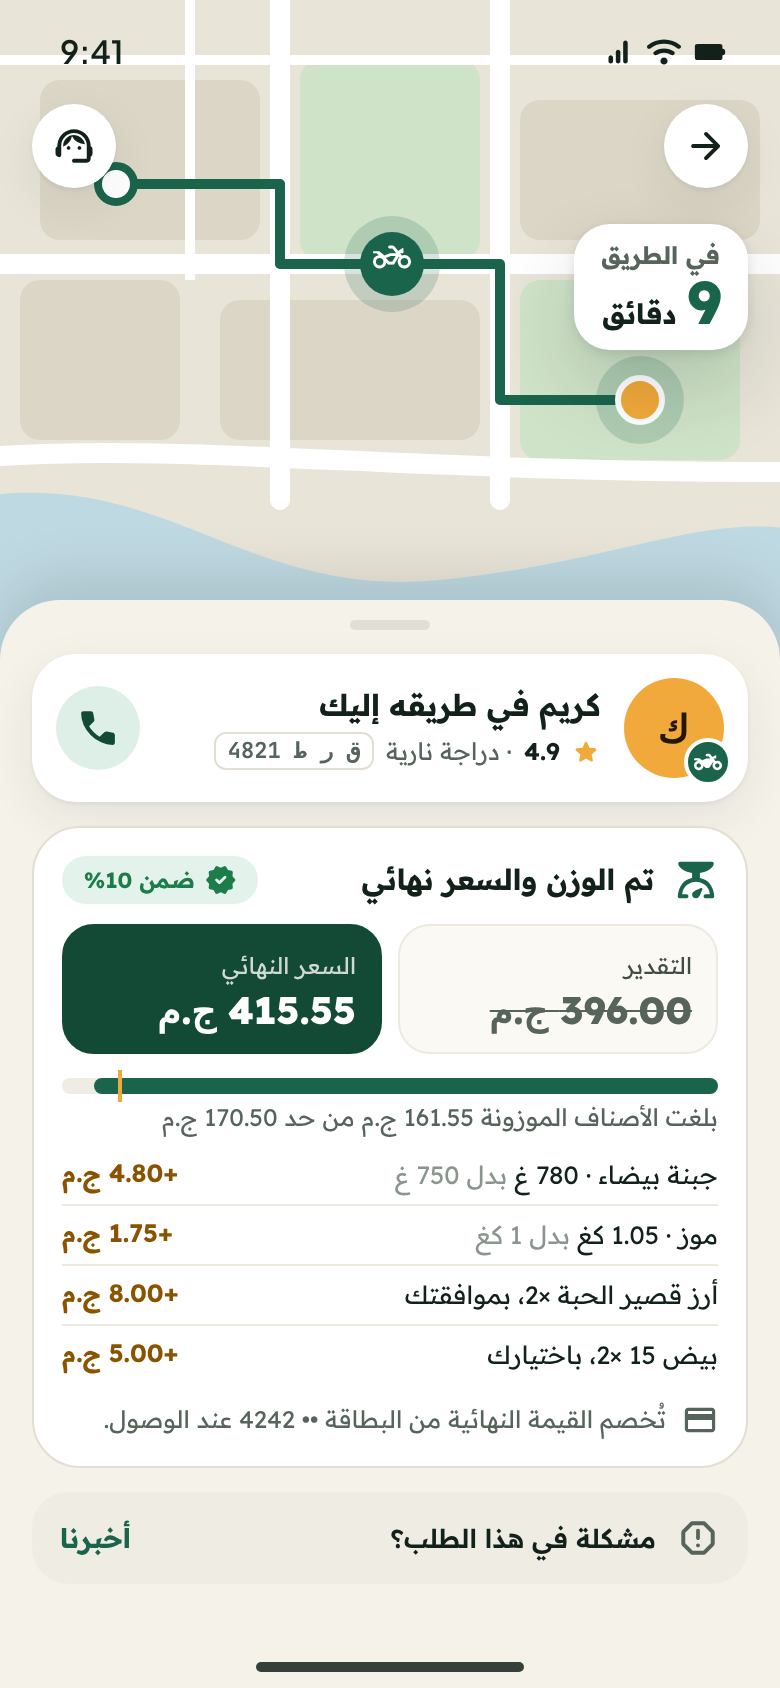 9:41
في الطريق
9 دقائق
كريم في طريقه إليك
ك
4.9 · دراجة نارية
ق ر ط 4821
تم الوزن والسعر نهائي
ضمن 10%
التقدير
396.00 ج.م
السعر النهائي
415.55 ج.م
بلغت الأصناف الموزونة 161.55 ج.م من حد 170.50 ج.م
جبنة بيضاء · 780 غ بدل 750 غ
+4.80 ج.م
موز · 1.05 كغ بدل 1 كغ
+1.75 ج.م
أرز قصير الحبة ×2، بموافقتك
+8.00 ج.م
بيض 15 ×2، باختيارك
+5.00 ج.م
تُخصم القيمة النهائية من البطاقة •• 4242 عند الوصول.
مشكلة في هذا الطلب؟
أخبرنا